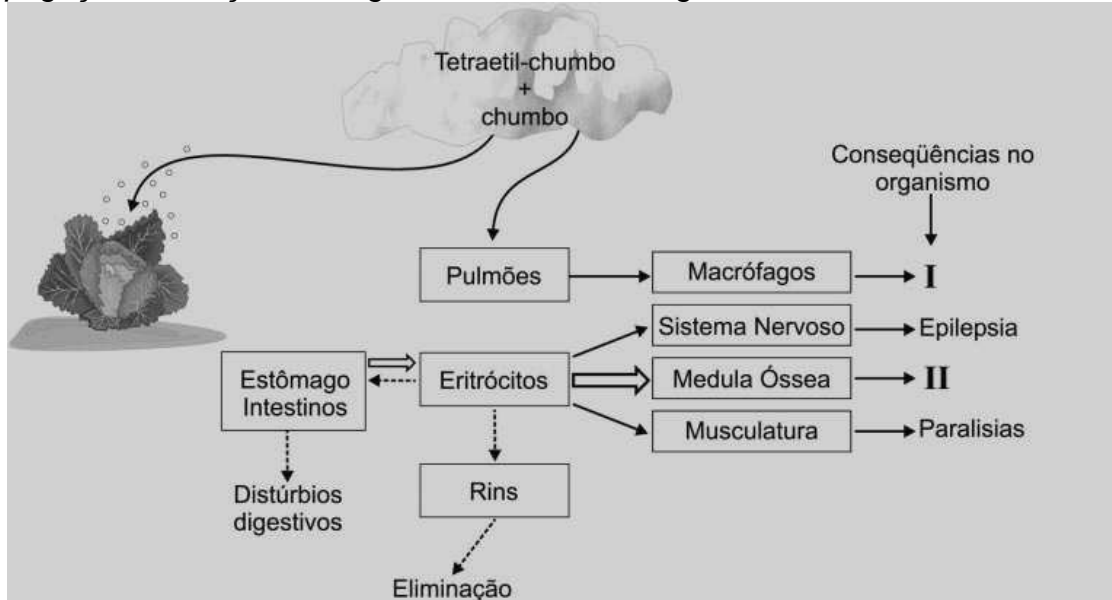 Tetraetil-chumbo
+
chumbo
Conseqüências no
organismo
Pulmões
Macrófagos
I
Sistema Nervoso
Epilepsia
Estômago
Intestinos
Eritrócitos
Medula Óssea
II
Musculatura
Paralisias
Distúrbios
digestivos
Rins
Eliminação